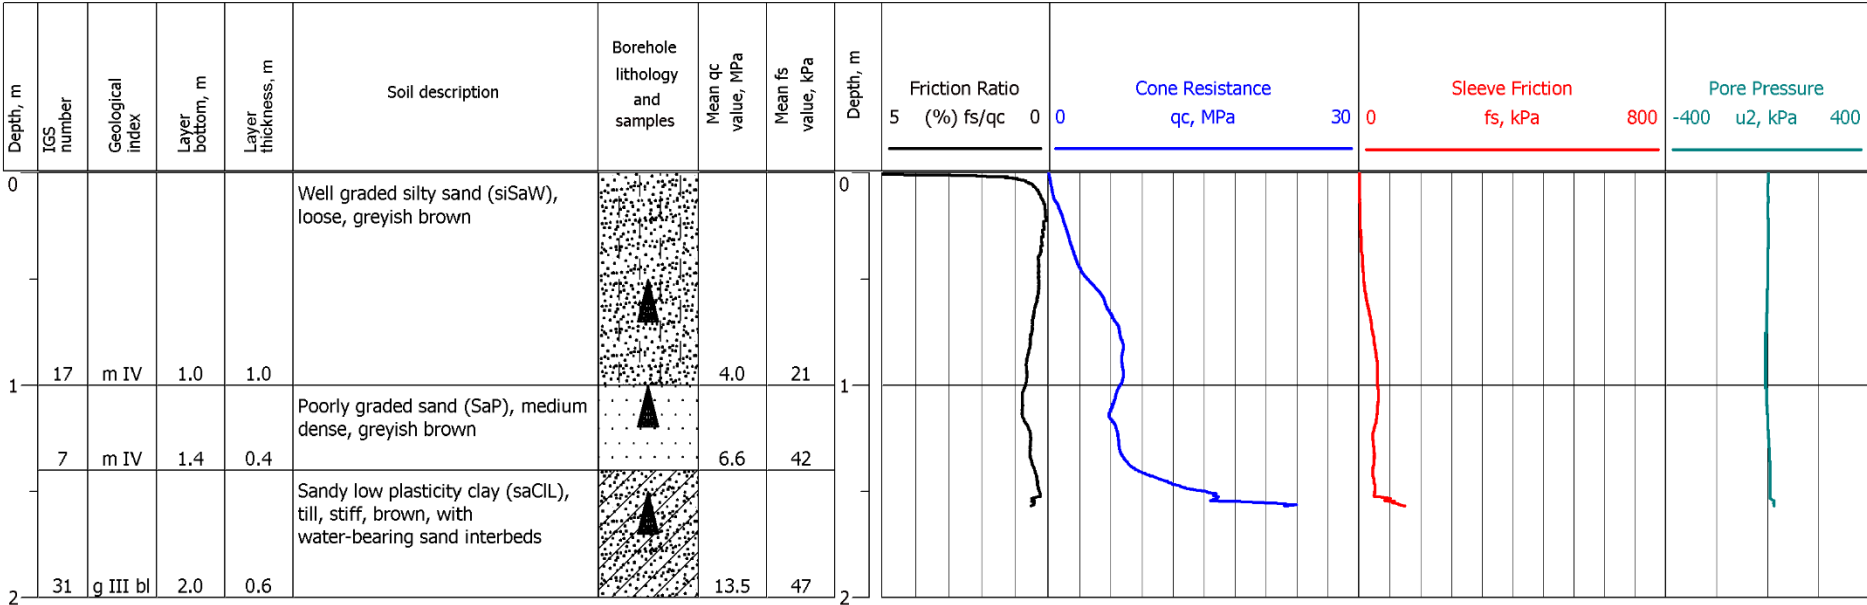 Depth, m
IGS
number
Geological
index
Layer
bottom, m
Layer
thickness, m
Soil description
Borehole
lithology
and
samples
Mean qc
value, MPa
Mean fs
value, kPa
Depth, m
Friction Ratio
5 (%) fs/qc 0
Cone Resistance
0 qc, MPa 30
Sleeve Friction
0 fs, kPa 800
Pore Pressure
-400 u2, kPa 400
0
Well graded silty sand (siSaW),
loose, greyish brown
0
17 m IV 1.0 1.0 4.0 21
1
1
Poorly graded sand (SaP), medium
dense, greyish brown
7 m IV 1.4 0.4 6.6 42
Sandy low plasticity clay (saClL),
till, stiff, brown, with
water-bearing sand interbeds
31 g III bl 2.0 0.6 13.5 47
2
2